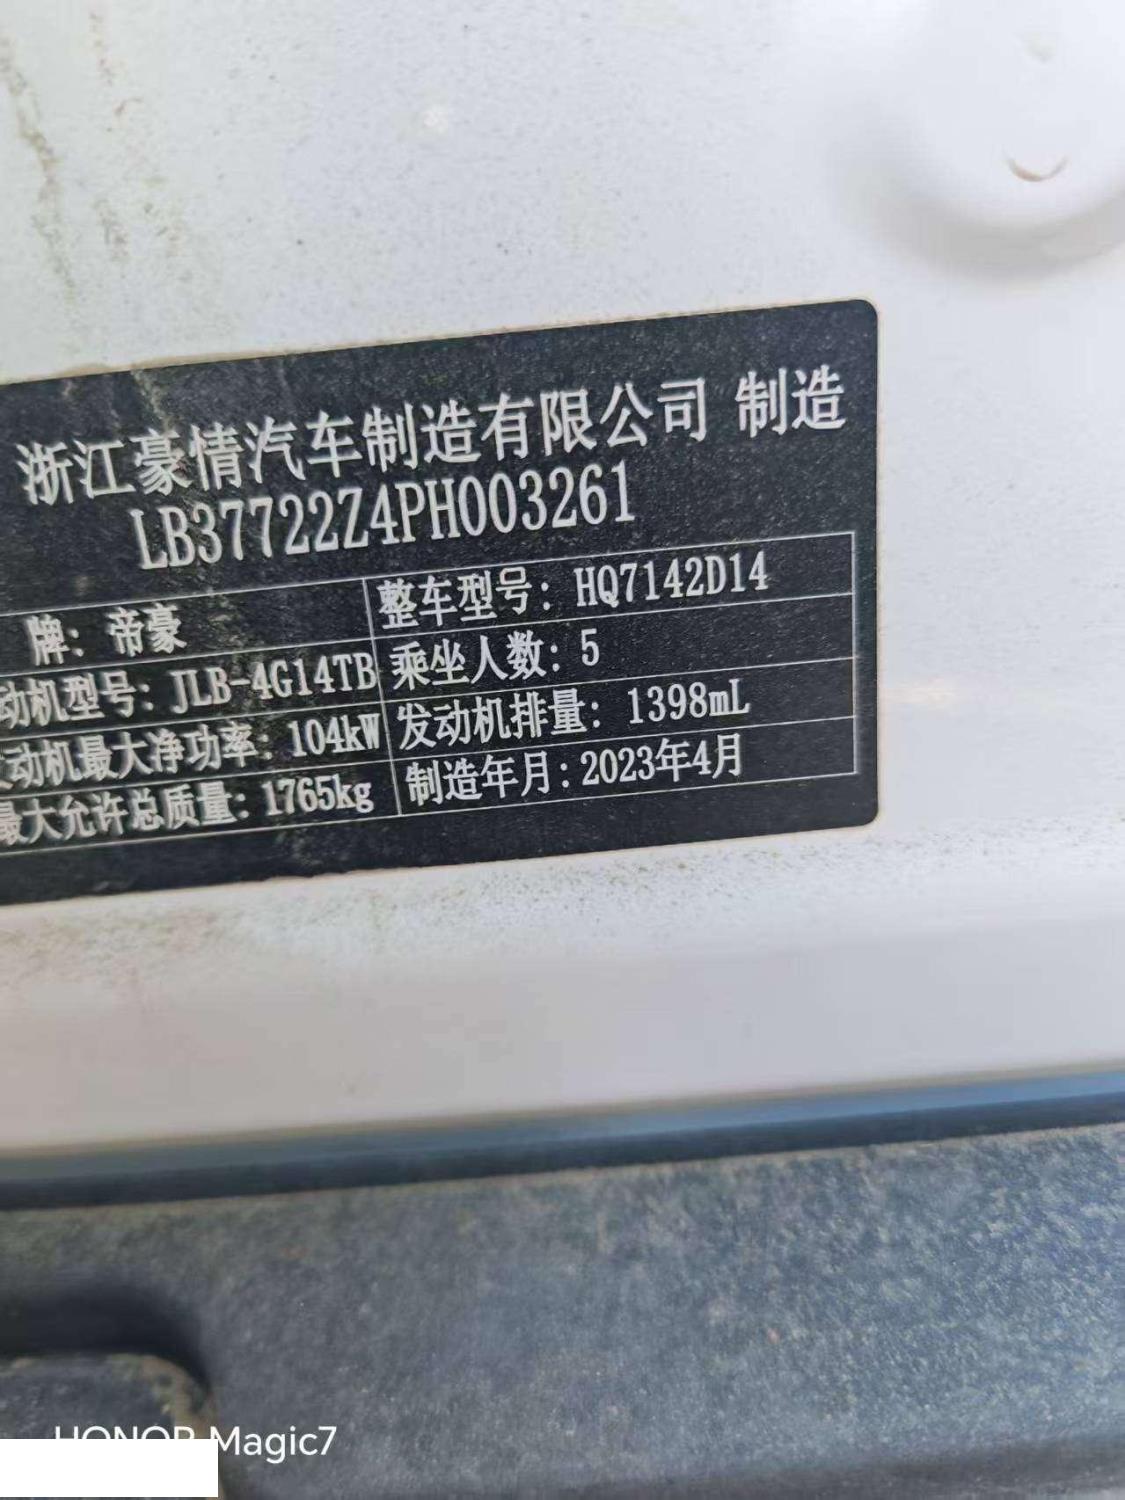 浙江豪情汽车制造有限公司 制造
LB37722Z4PH003261
牌：帝豪 整车型号：HQ7142D14
动机型号：JLB-4G14TB 乘坐人数：5
发动机最大净功率：104kW 发动机排量：1398mL
最大允许总质量：1765kg 制造年月：2023年4月
HONOR Magic7